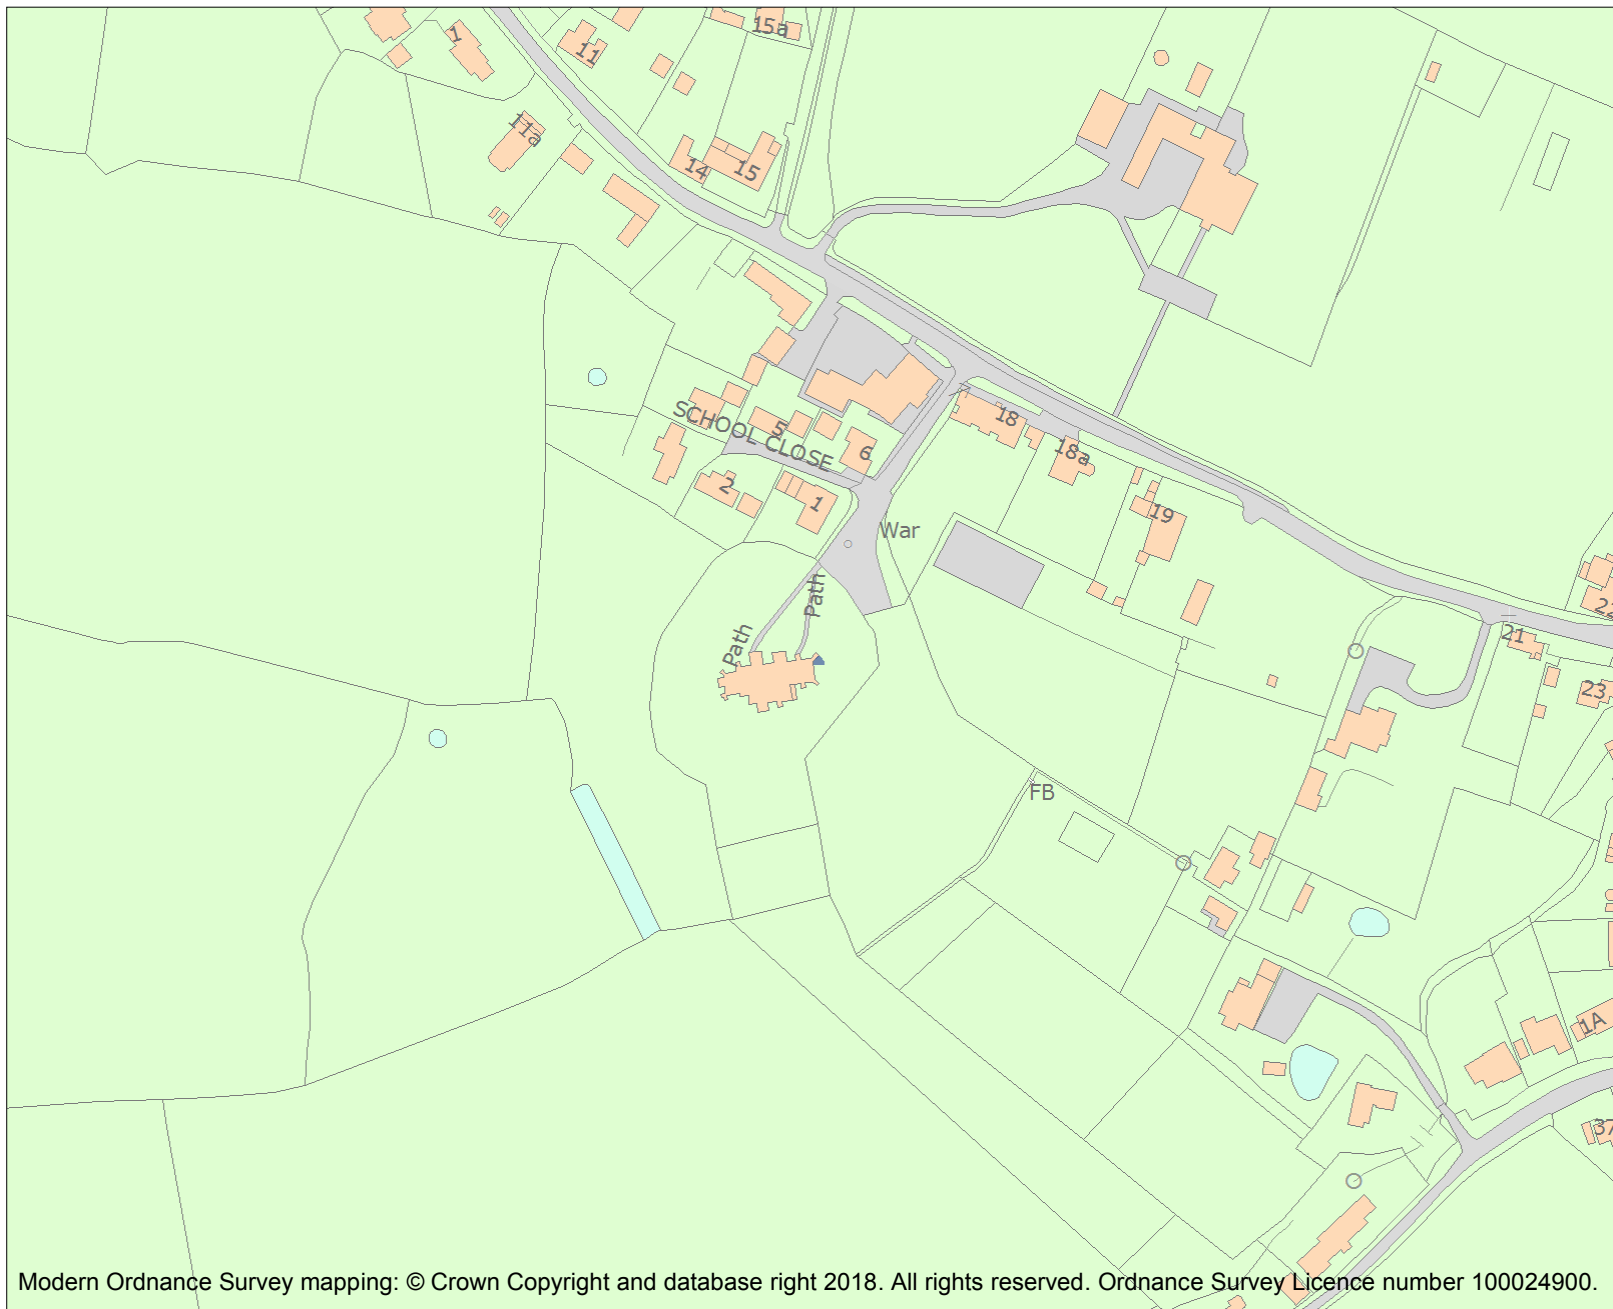 15a
1
11
11a
14
15
18
SCHOOL CLOSE
5
6
18a
2
1
19
War
Path
Path
21
23
FB
1A
37
Modern Ordnance Survey mapping: © Crown Copyright and database right 2018. All rights reserved. Ordnance Survey Licence number 100024900.